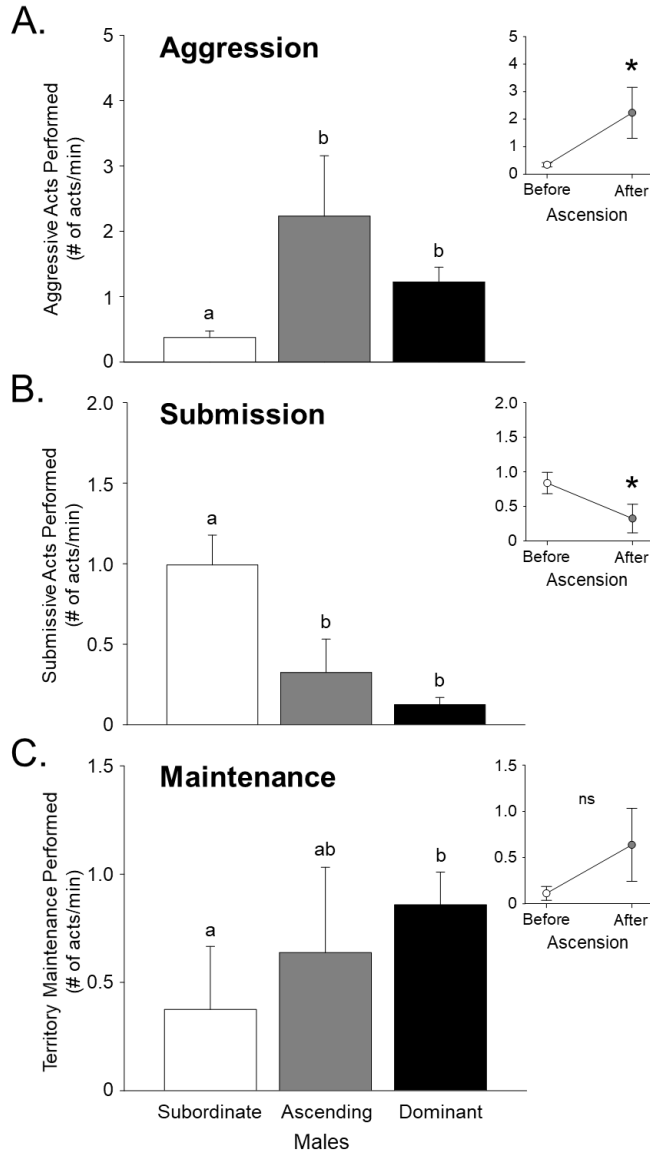 A.
Aggression
Aggressive Acts Performed
(# of acts/min)
5
4
3
2
1
0
a
b
b
5
4
3
2
1
0
*
Before
After
Ascension
B.
Submission
Submissive Acts Performed
(# of acts/min)
2.0
1.5
1.0
0.5
0
a
b
b
2.0
1.5
1.0
0.5
0
*
Before
After
Ascension
C.
Maintenance
Territory Maintenance Performed
(# of acts/min)
1.5
1.0
0.5
0
a
ab
b
1.5
1.0
0.5
0
ns
Before
After
Ascension
Subordinate
Ascending
Dominant
Males